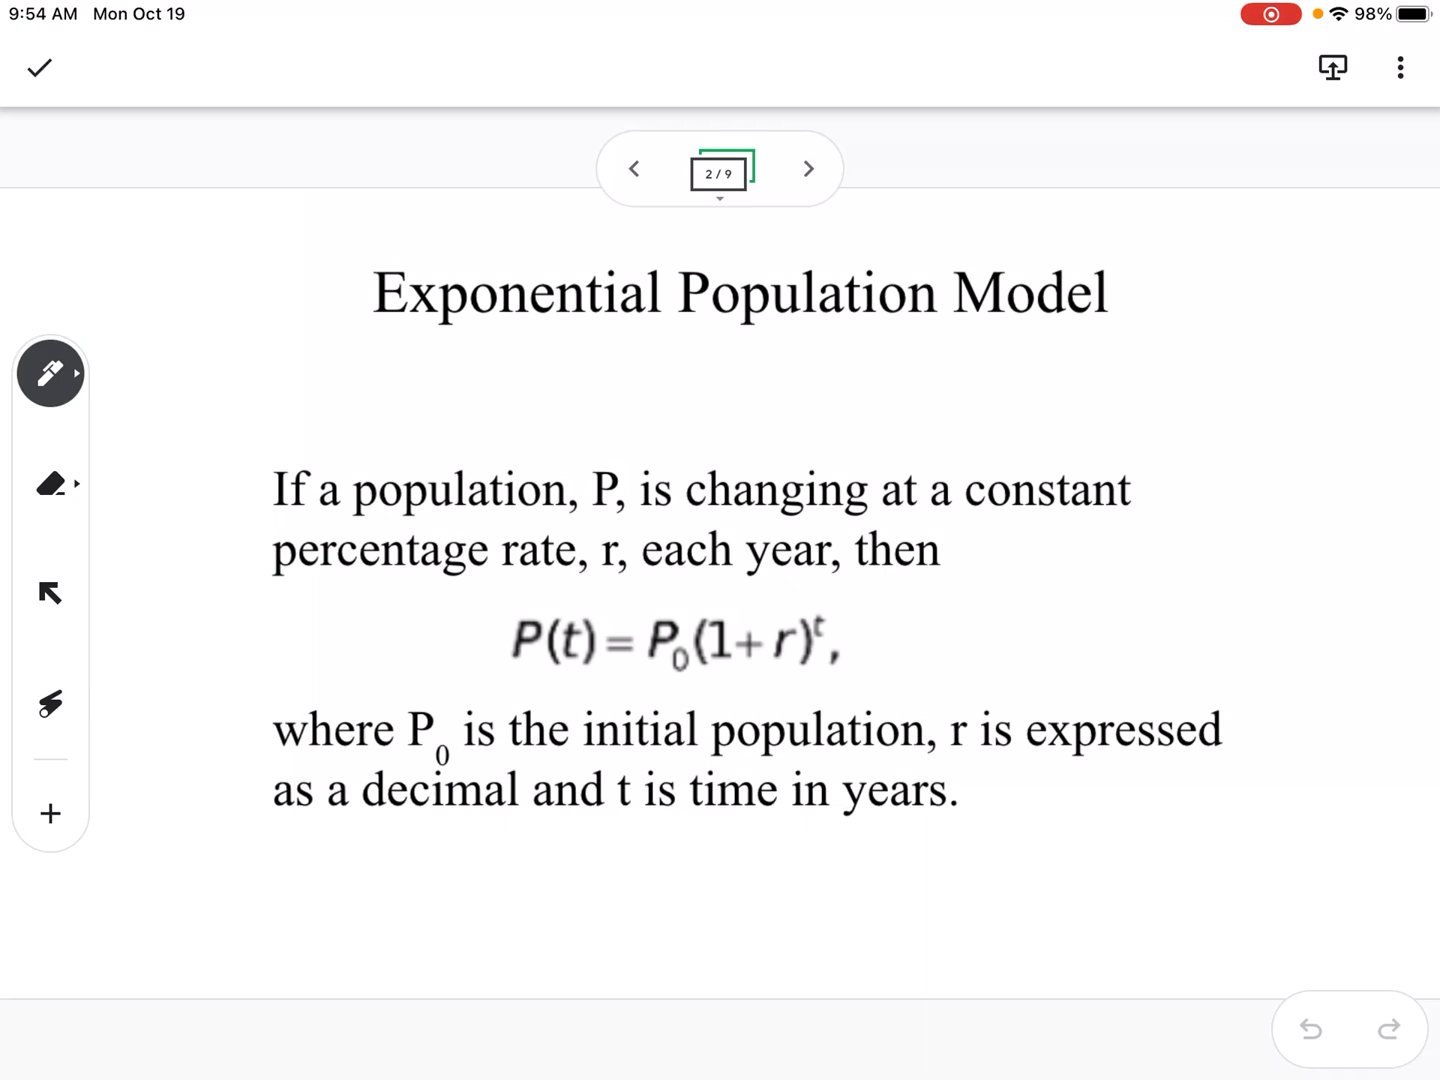 9:54 AM Mon Oct 19
98%
2 / 9
Exponential Population Model
If a population, P, is changing at a constant
percentage rate, r, each year, then
P(t) = P₀(1+ r)ᵗ,
where P₀ is the initial population, r is expressed
as a decimal and t is time in years.